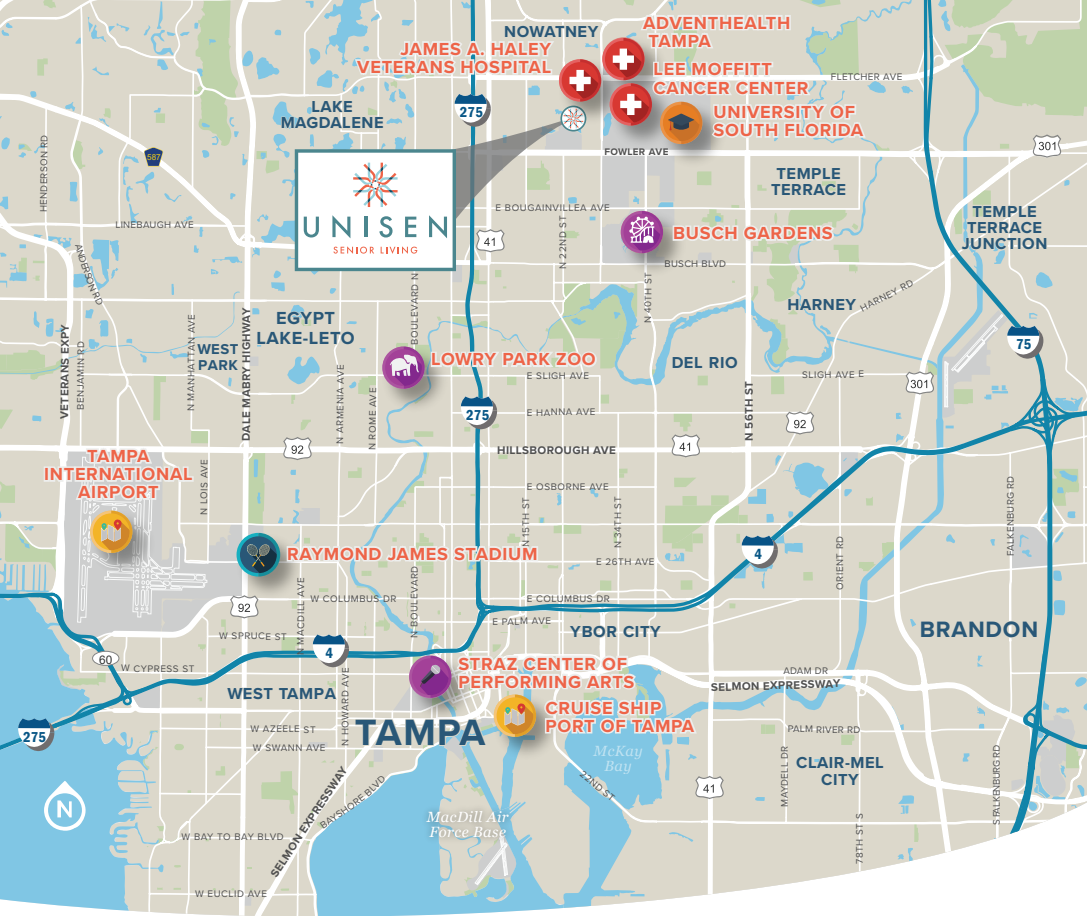 NOWATNEY
ADVENTHEALTH
TAMPA
JAMES A. HALEY
VETERANS HOSPITAL
LEE MOFFITT
CANCER CENTER
FLETCHER AVE
275
LAKE
MAGDALENE
UNIVERSITY OF
SOUTH FLORIDA
HENDERSON RD
587
FOWLER AVE
301
UNISEN
SENIOR LIVING
TEMPLE
TERRACE
E BOUGAINVILLEA AVE
TEMPLE
TERRACE
JUNCTION
LINEBAUGH AVE
41
N 22ND ST
BUSCH GARDENS
BUSCH BLVD
ANDERSON RD
BOULEVARD N
N 40TH ST
HARNEY
HARNEY RD
EGYPT
LAKE-LETO
WEST
PARK
VETERANS EXPY
BENJAMIN RD
N MANHATTAN AVE
DALE MABRY HIGHWAY
LOWRY PARK ZOO
DEL RIO
75
E SLIGH AVE
SLIGH AVE E
301
N ARMENIA AVE
N ROME AVE
275
E HANNA AVE
N 56TH ST
92
92
HILLSBOROUGH AVE
41
TAMPA
INTERNATIONAL
AIRPORT
N LOIS AVE
E OSBORNE AVE
N 15TH ST
N 34TH ST
FALKENBURG RD
RAYMOND JAMES STADIUM
E 26TH AVE
4
ORIENT RD
92
W COLUMBUS DR
E COLUMBUS DR
N MACDILL AVE
N BOULEVARD
E PALM AVE
YBOR CITY
BRANDON
W SPRUCE ST
4
60
W CYPRESS ST
STRAZ CENTER OF
PERFORMING ARTS
ADAM DR
SELMON EXPRESSWAY
WEST TAMPA
N HOWARD AVE
CRUISE SHIP
PORT OF TAMPA
275
W AZEELE ST
TAMPA
PALM RIVER RD
W SWANN AVE
McKay
Bay
CLAIR-MEL
CITY
MAYDELL DR
S FALKENBURG RD
N
22ND ST
41
SELMON EXPRESSWAY
BAYSHORE BLVD
MacDill Air
Force Base
W BAY TO BAY BLVD
78TH ST S
W EUCLID AVE